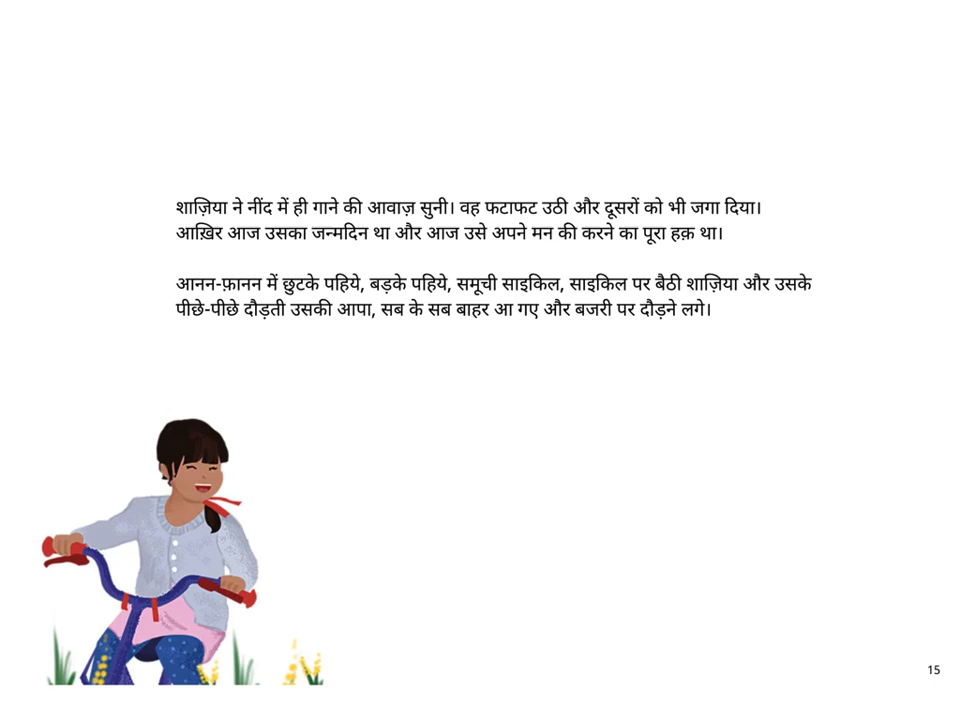 शाज़िया ने नींद में ही गाने की आवाज़ सुनी। वह फटाफट उठी और दूसरों को भी जगा दिया।
आख़िर आज उसका जन्मदिन था और आज उसे अपने मन की करने का पूरा हक़ था।
आनन-फ़ानन में छुटके पहिये, बड़के पहिये, समूची साइकिल, साइकिल पर बैठी शाज़िया और उसके
पीछे-पीछे दौड़ती उसकी आपा, सब के सब बाहर आ गए और बजरी पर दौड़ने लगे।
15